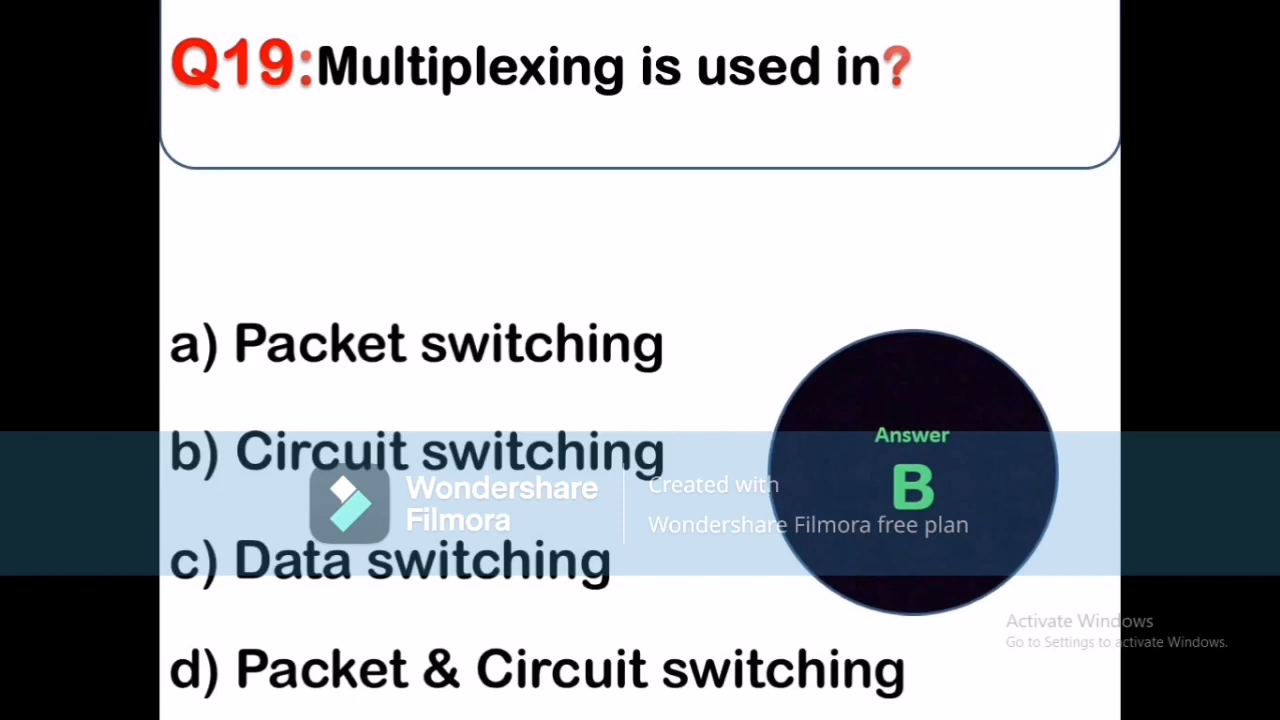 Q19:Multiplexing is used in?
a) Packet switching
b) Circuit switching
Answer
B
Wondershare
Filmora
Created with
Wondershare Filmora free plan
c) Data switching
Activate Windows
Go to Settings to activate Windows.
d) Packet & Circuit switching